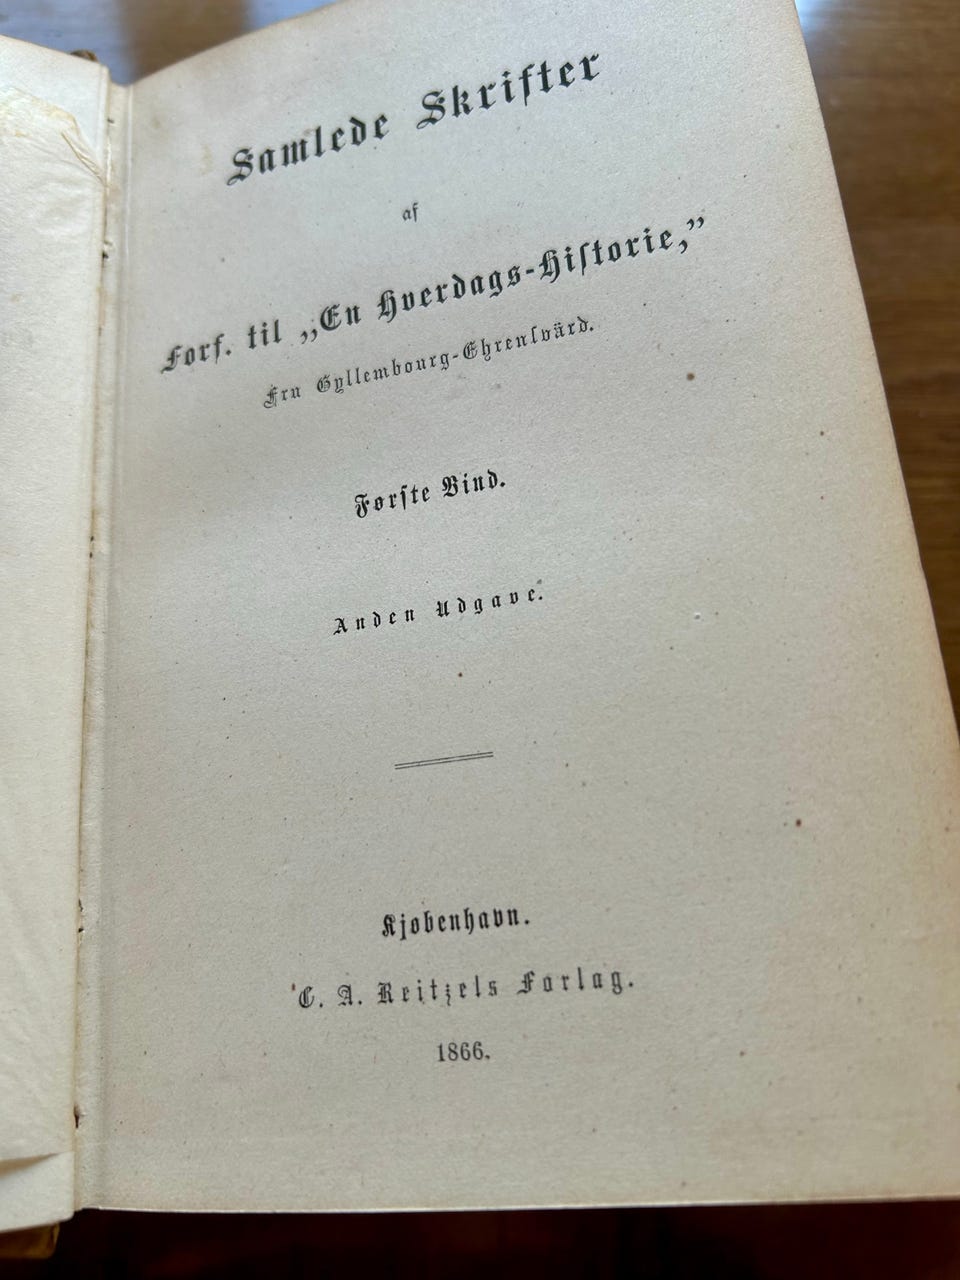 Samlede Skrifter
af
Forf. til „En Hverdags-Historie,”
Fru Gyllembourg-Ehrensvärd.
Første Bind.
Anden Udgave.
Kjøbenhavn.
C. A. Reitzels Forlag.
1866.